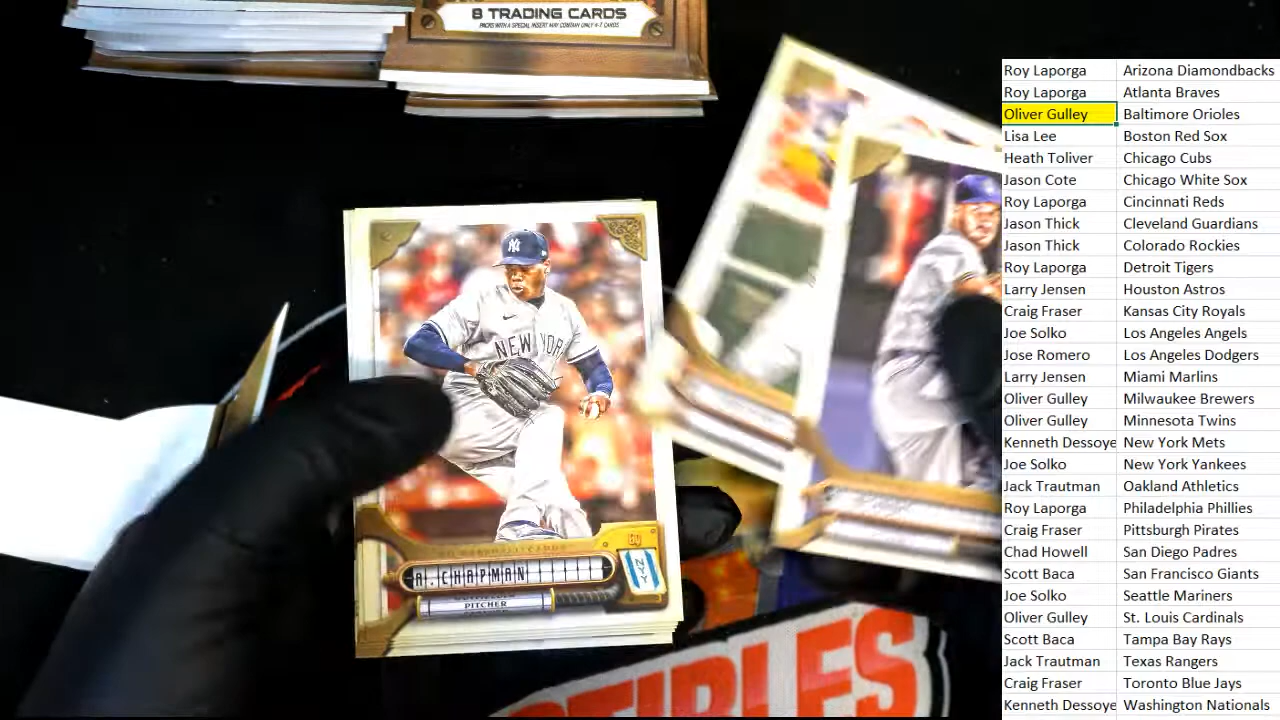 8 TRADING CARDS
PACKS WITH A SPECIAL INSERT MAY CONTAIN ONLY 4-7 CARDS
NEW YORK
A. CHAPMAN
NYY
PITCHER
TIBLES
Roy Laporga Arizona Diamondbacks
Roy Laporga Atlanta Braves
Oliver Gulley Baltimore Orioles
Lisa Lee Boston Red Sox
Heath Toliver Chicago Cubs
Jason Cote Chicago White Sox
Roy Laporga Cincinnati Reds
Jason Thick Cleveland Guardians
Jason Thick Colorado Rockies
Roy Laporga Detroit Tigers
Larry Jensen Houston Astros
Craig Fraser Kansas City Royals
Joe Solko Los Angeles Angels
Jose Romero Los Angeles Dodgers
Larry Jensen Miami Marlins
Oliver Gulley Milwaukee Brewers
Oliver Gulley Minnesota Twins
Kenneth Dessoye New York Mets
Joe Solko New York Yankees
Jack Trautman Oakland Athletics
Roy Laporga Philadelphia Phillies
Craig Fraser Pittsburgh Pirates
Chad Howell San Diego Padres
Scott Baca San Francisco Giants
Joe Solko Seattle Mariners
Oliver Gulley St. Louis Cardinals
Scott Baca Tampa Bay Rays
Jack Trautman Texas Rangers
Craig Fraser Toronto Blue Jays
Kenneth Dessoye Washington Nationals